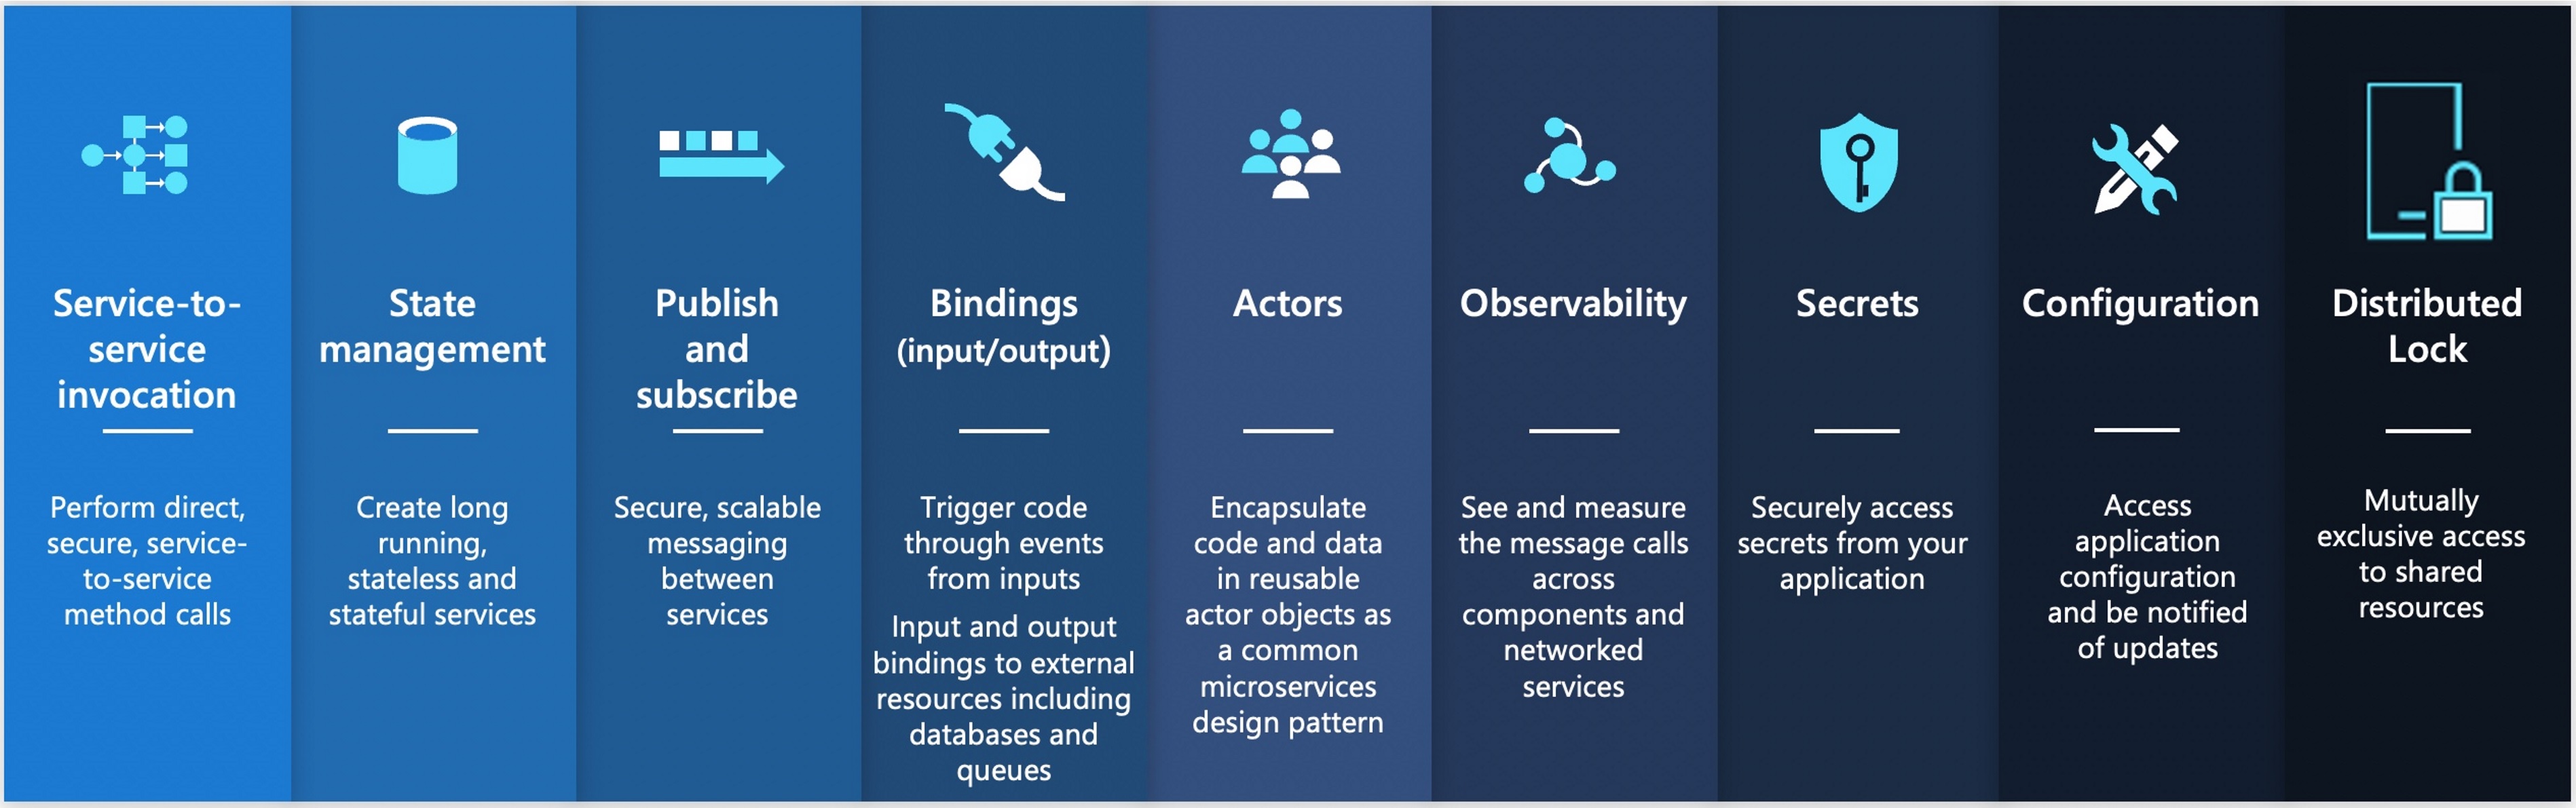 Service-to-
service
invocation
Perform direct,
secure, service-
to-service
method calls
State
management
Create long
running,
stateless and
stateful services
Publish
and
subscribe
Secure, scalable
messaging
between
services
Bindings
(input/output)
Trigger code
through events
from inputs
Input and output
bindings to external
resources including
databases and
queues
Actors
Encapsulate
code and data
in reusable
actor objects as
a common
microservices
design pattern
Observability
See and measure
the message calls
across
components and
networked
services
Secrets
Securely access
secrets from your
application
Configuration
Access
application
configuration
and be notified
of updates
Distributed
Lock
Mutually
exclusive access
to shared
resources